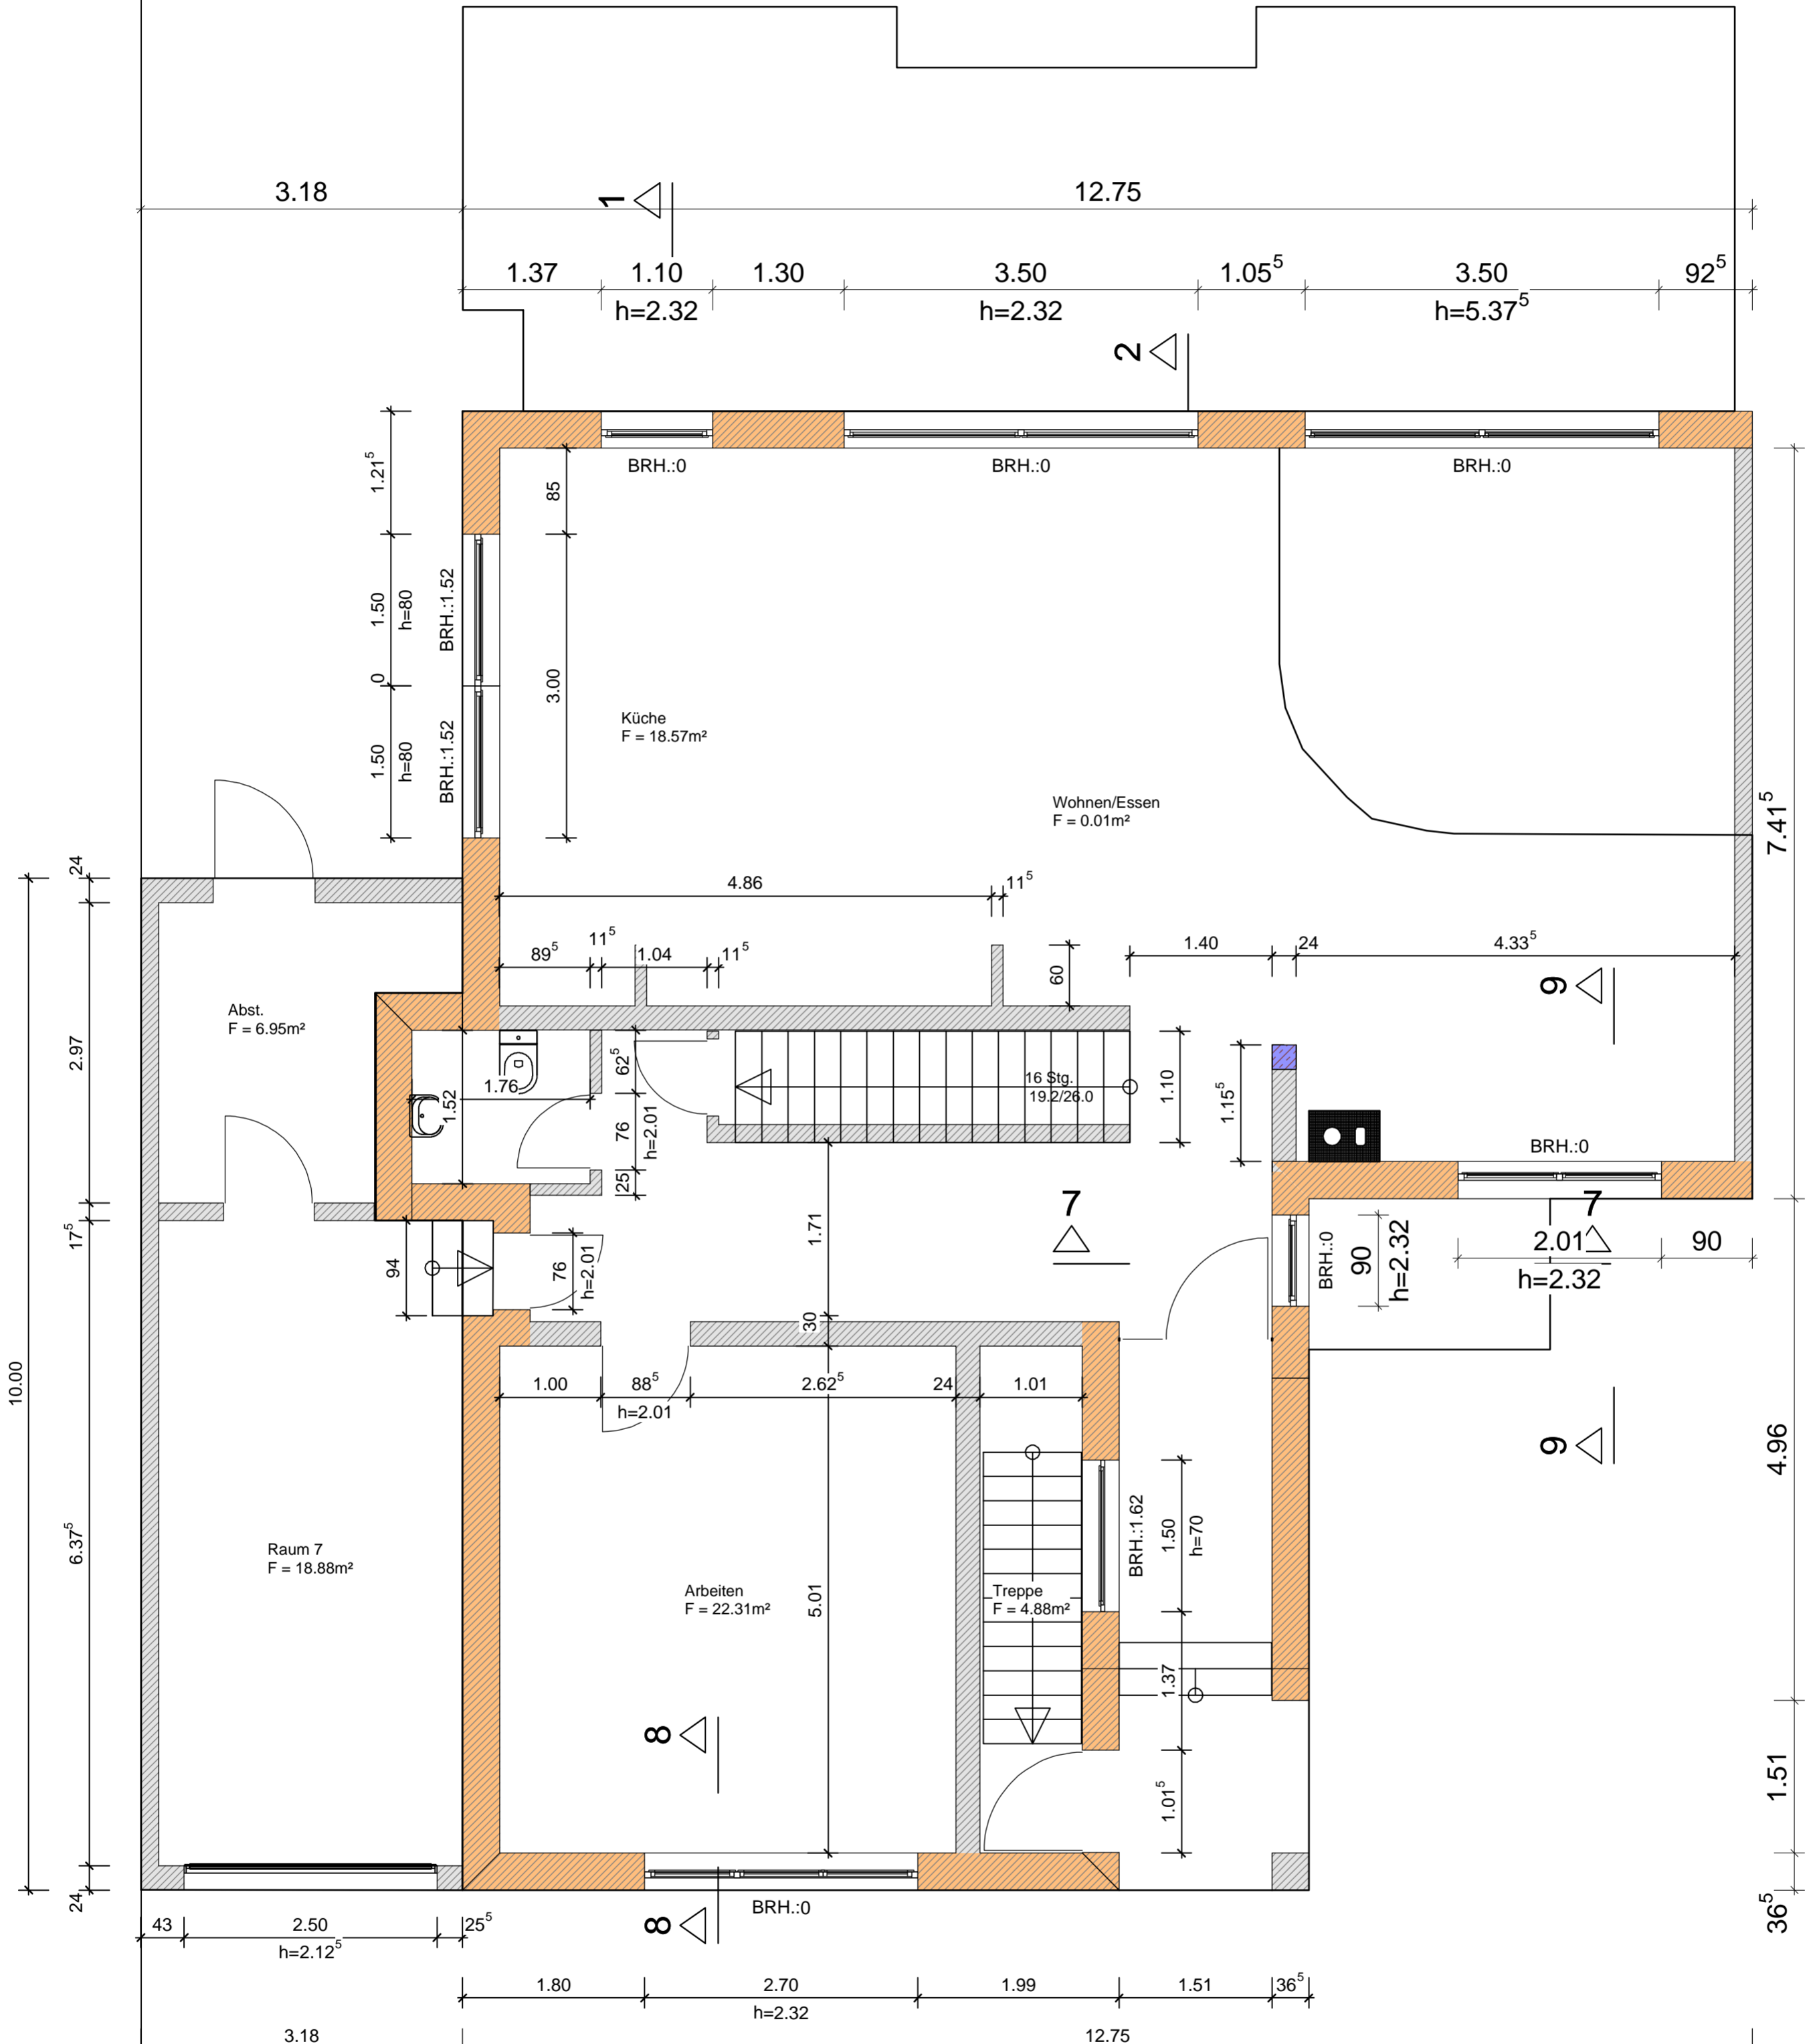 3.18
12.75
1
1.37
1.10
1.30
3.50
1.05⁵
3.50
92⁵
h=2.32
h=2.32
h=5.37⁵
2
BRH.:0
BRH.:0
BRH.:0
1.21⁵
85
1.50
h=80
BRH.:1.52
0
3.00
1.50
h=80
BRH.:1.52
Küche
F = 18.57m²
Wohnen/Essen
F = 0.01m²
7.41⁵
24
4.86
11⁵
89⁵
11⁵
1.04
11⁵
60
1.40
24
4.33⁵
9
Abst.
F = 6.95m²
2.97
62⁵
1.76
1.52
16 Stg.
19.2/26.0
1.10
1.15⁵
76
h=2.01
25
BRH.:0
17⁵
94
76
h=2.01
1.71
7
7
BRH.:0
90
h=2.32
2.01
90
h=2.32
30
10.00
1.00
88⁵
2.62⁵
24
1.01
h=2.01
9
4.96
6.37⁵
Raum 7
F = 18.88m²
Arbeiten
F = 22.31m²
5.01
Treppe
F = 4.88m²
BRH.:1.62
1.50
h=70
1.37
8
1.01⁵
1.51
24
36⁵
BRH.:0
8
43
2.50
25⁵
h=2.12⁵
1.80
2.70
1.99
1.51
36⁵
h=2.32
3.18
12.75